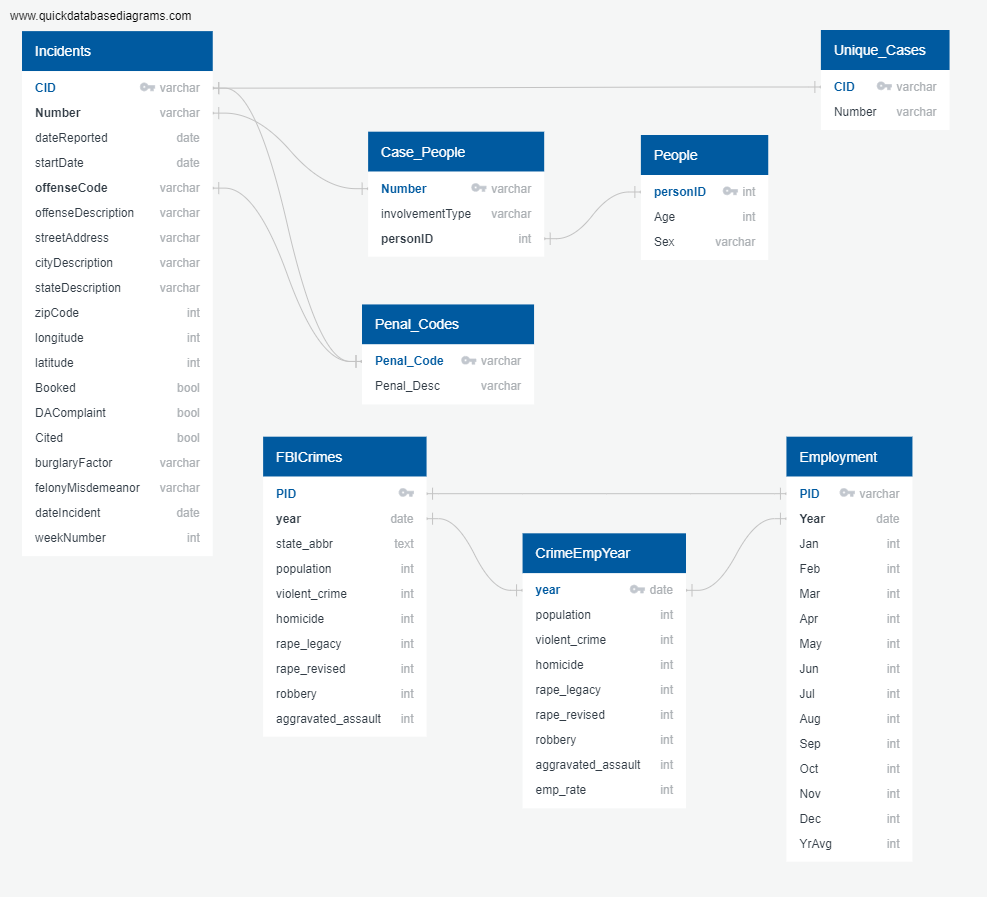 www.quickdatabasediagrams.com
Incidents
CID varchar
Number varchar
dateReported date
startDate date
offenseCode varchar
offenseDescription varchar
streetAddress varchar
cityDescription varchar
stateDescription varchar
zipCode int
longitude int
latitude int
Booked bool
DAComplaint bool
Cited bool
burglaryFactor varchar
felonyMisdemeanor varchar
dateIncident date
weekNumber int
Unique_Cases
CID varchar
Number varchar
Case_People
Number varchar
involvementType varchar
personID int
People
personID int
Age int
Sex varchar
Penal_Codes
Penal_Code varchar
Penal_Desc varchar
FBICrimes
PID
year date
state_abbr text
population int
violent_crime int
homicide int
rape_legacy int
rape_revised int
robbery int
aggravated_assault int
CrimeEmpYear
year date
population int
violent_crime int
homicide int
rape_legacy int
rape_revised int
robbery int
aggravated_assault int
emp_rate int
Employment
PID varchar
Year date
Jan int
Feb int
Mar int
Apr int
May int
Jun int
Jul int
Aug int
Sep int
Oct int
Nov int
Dec int
YrAvg int